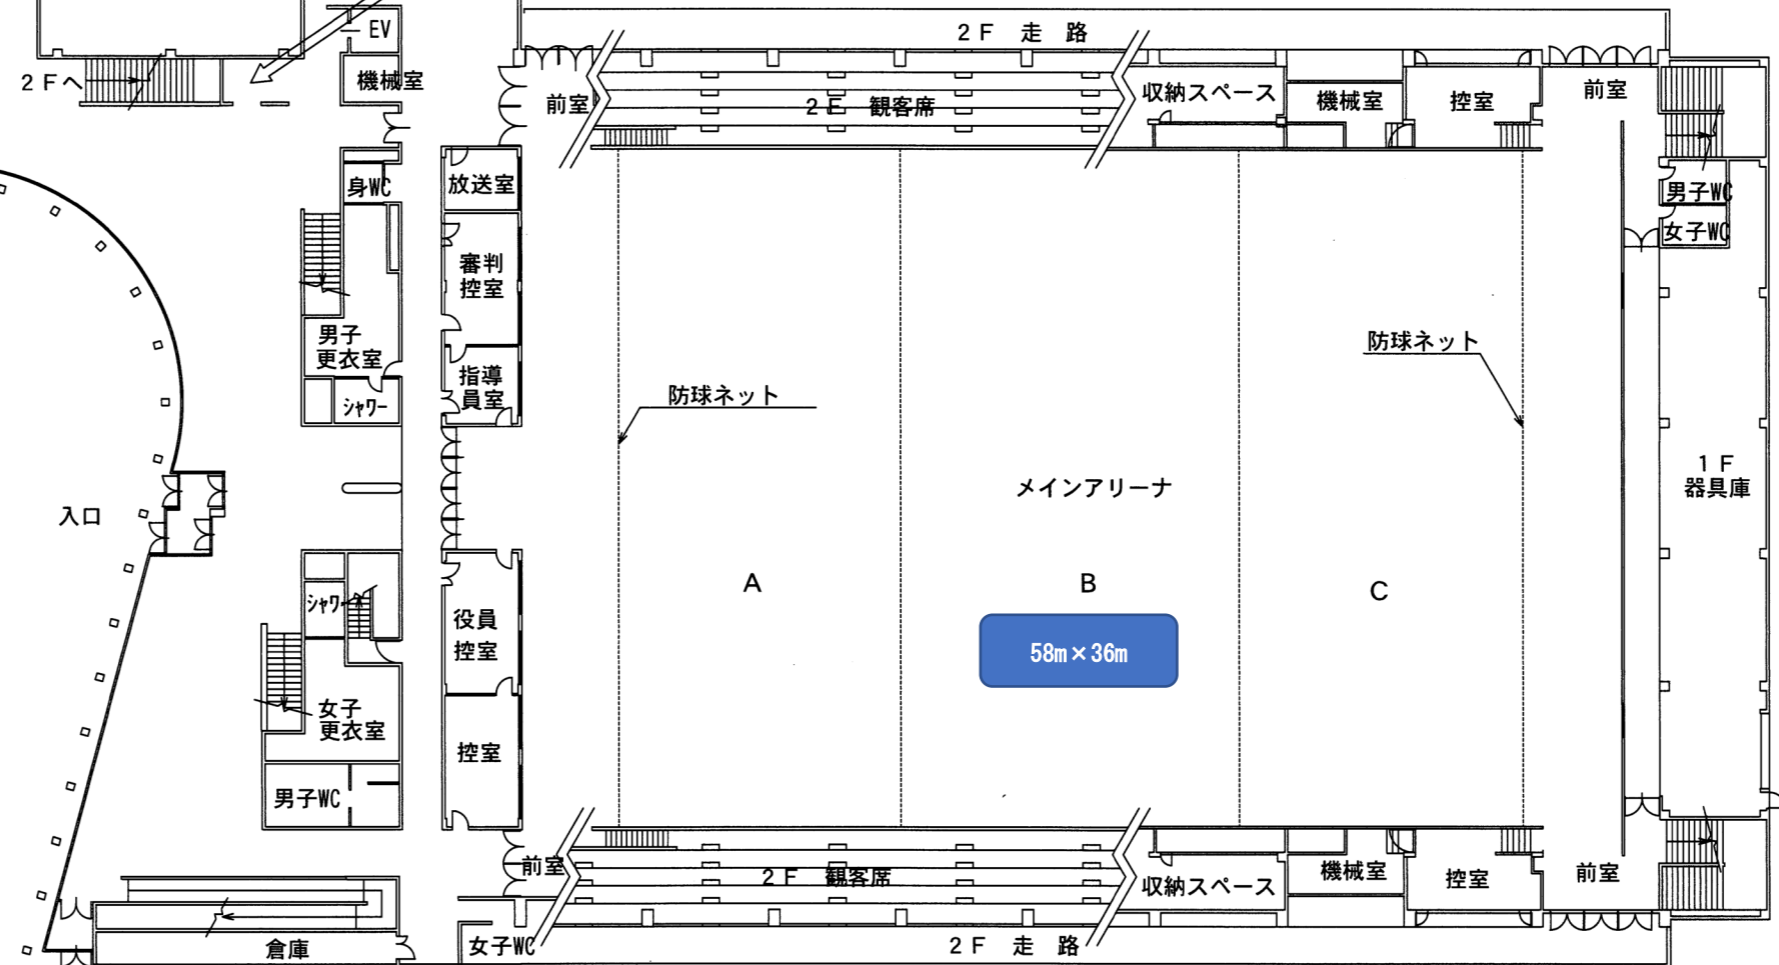 ２Ｆ　走　路
EV
２Ｆへ
機械室
前室
２Ｆ　観客席
収納スペース
機械室
控室
前室
身WC
放送室
男子WC
女子WC
審判
控室
男子
更衣室
指導
員室
シャワー
防球ネット
防球ネット
メインアリーナ
１Ｆ
器具庫
入口
A
B
C
58m×36m
シャワー
役員
控室
女子
更衣室
控室
男子WC
前室
２Ｆ　観客席
収納スペース
機械室
控室
前室
倉庫
女子WC
２Ｆ　走　路